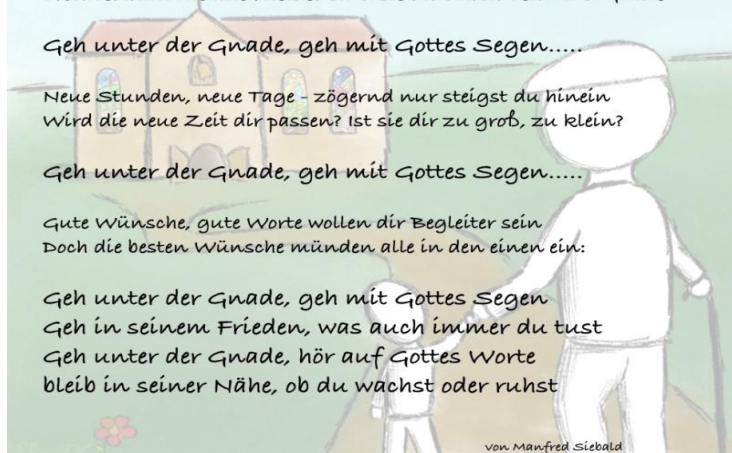 Geh unter der Gnade, geh mit Gottes Segen.....
Neue Stunden, neue Tage - zögernd nur steigst du hinein
Wird die neue Zeit dir passen? Ist sie dir zu groß, zu klein?
Geh unter der Gnade, geh mit Gottes Segen.....
Gute Wünsche, gute Worte wollen dir Begleiter sein
Doch die besten Wünsche münden alle in den einen ein:
Geh unter der Gnade, geh mit Gottes Segen
Geh in seinem Frieden, was auch immer du tust
Geh unter der Gnade, hör auf Gottes Worte
bleib in seiner Nähe, ob du wachst oder ruhst
von Manfred Siebald